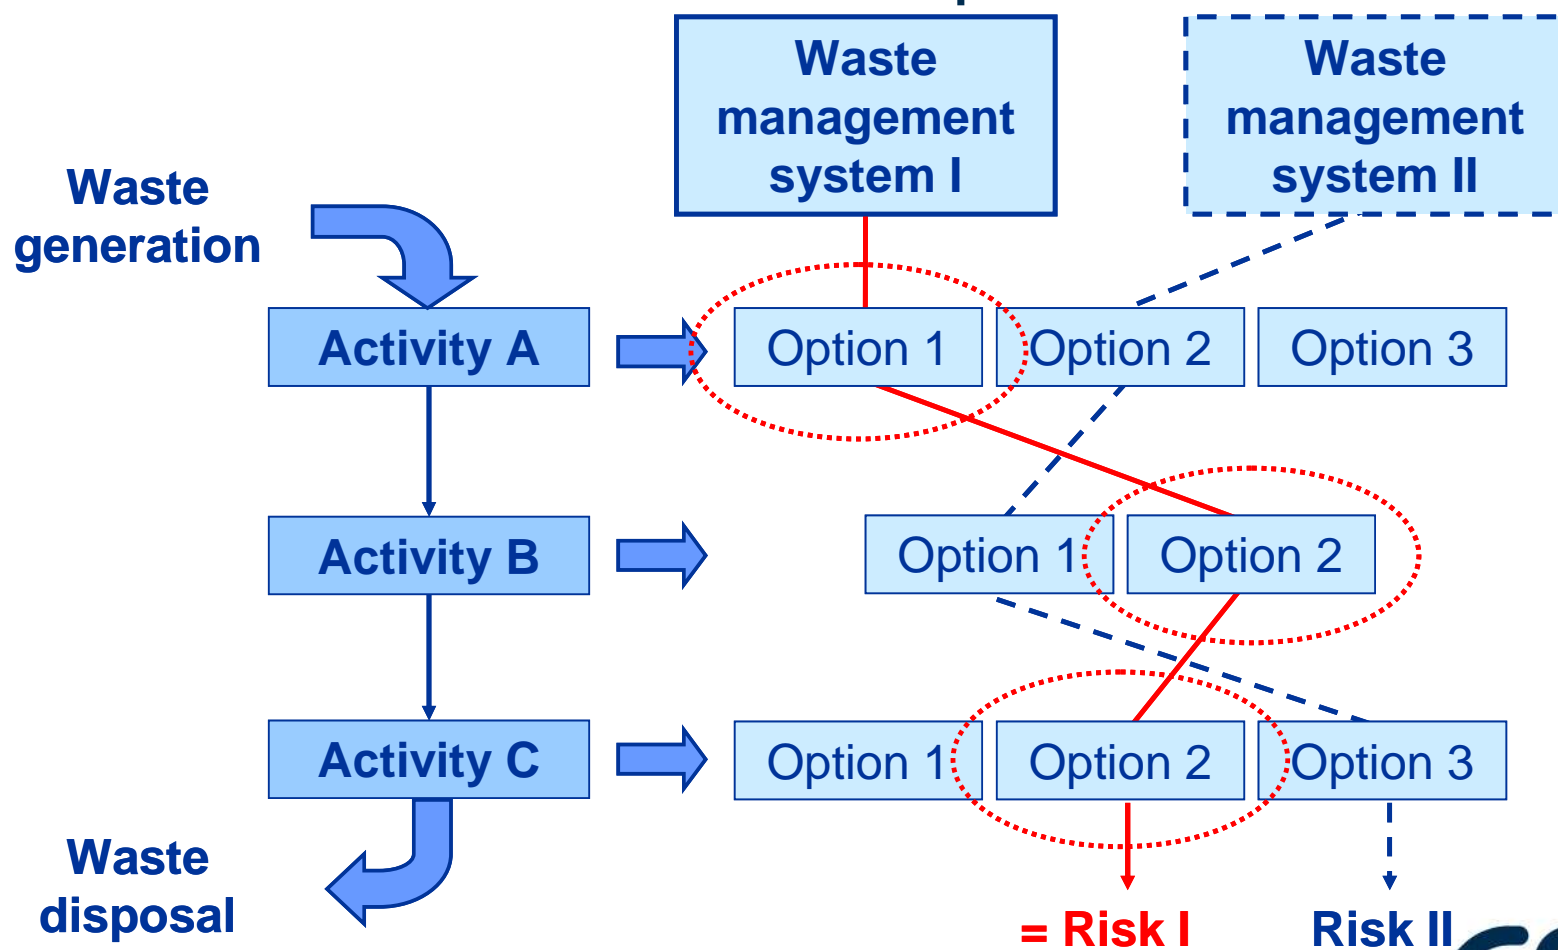 Waste
management
system I
Waste
management
system II
Waste
generation
Activity A
Option 1
Option 2
Option 3
Activity B
Option 1
Option 2
Activity C
Option 1
Option 2
Option 3
Waste
disposal
= Risk I
Risk II